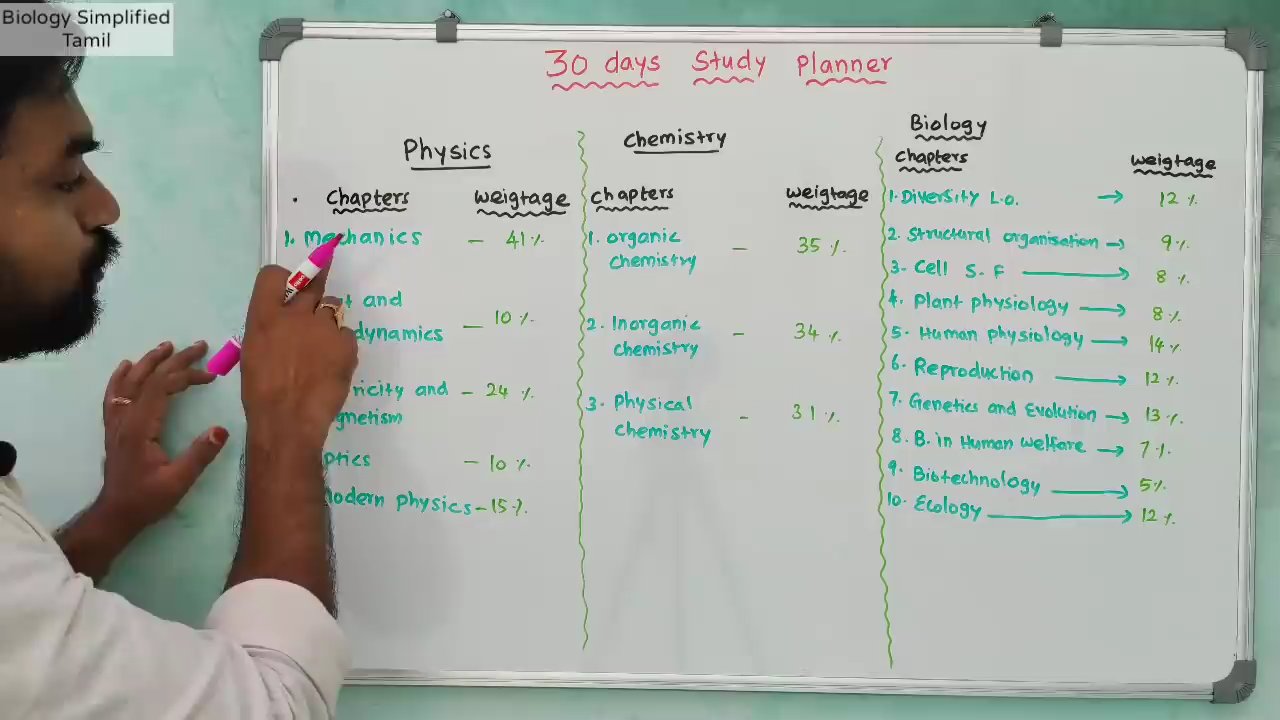 Biology Simplified
Tamil
30 days Study Planner
Physics
Chapters weigtage
1. Mechanics - 41%
and
dynamics - 10%
ricity and - 24%
gnetism
ptics - 10%
odern physics - 15%
Chemistry
chapters weigtage
1. organic
chemistry - 35%
2. Inorganic
chemistry - 34%
3. Physical
chemistry - 31%
Biology
Chapters weigtage
1. Diversity L.O. → 12%
2. Structural organisation → 9%
3. Cell S. F → 8%
4. Plant physiology → 8%
5. Human physiology → 14%
6. Reproduction → 12%
7. Genetics and Evolution → 13%
8. B. in Human welfare → 7%
9. Biotechnology → 5%
10. Ecology → 12%